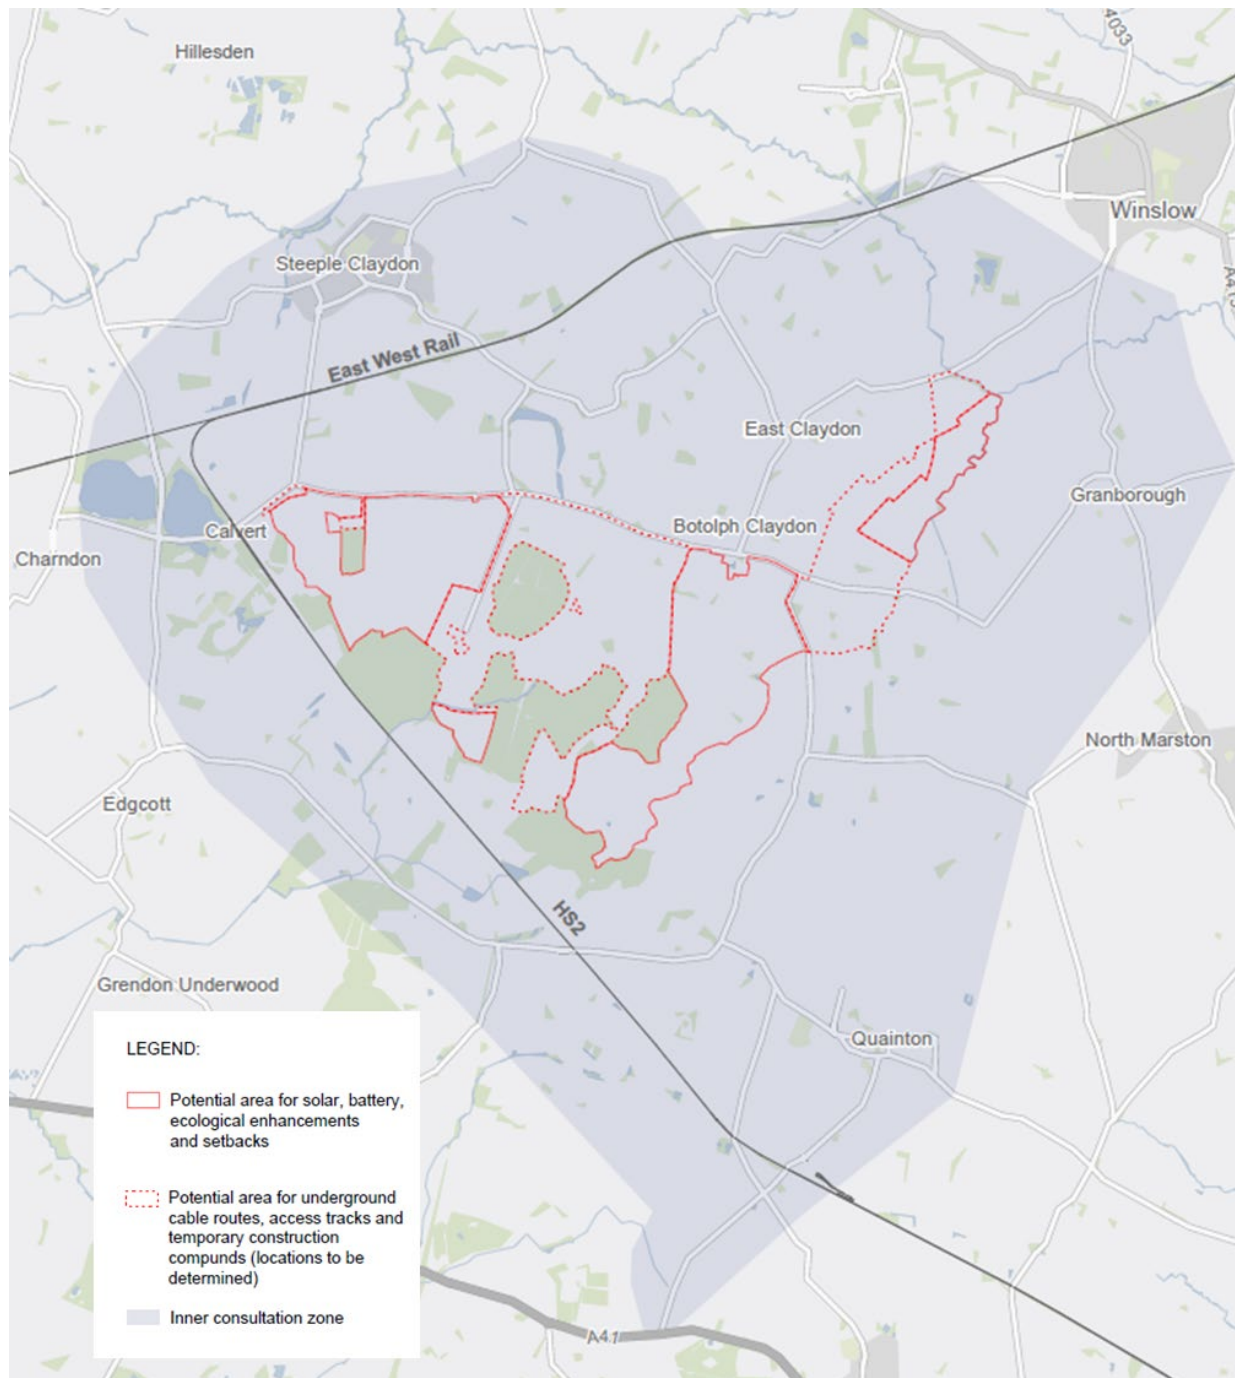 Hillesden
4033
Winslow
Steeple Claydon
A413
East West Rail
East Claydon
Granborough
Botolph Claydon
Calvert
Charndon
North Marston
Edgcott
HS2
Grendon Underwood
Quainton
LEGEND:
Potential area for solar, battery,
ecological enhancements
and setbacks
Potential area for underground
cable routes, access tracks and
temporary construction
compunds (locations to be
determined)
Inner consultation zone
A41